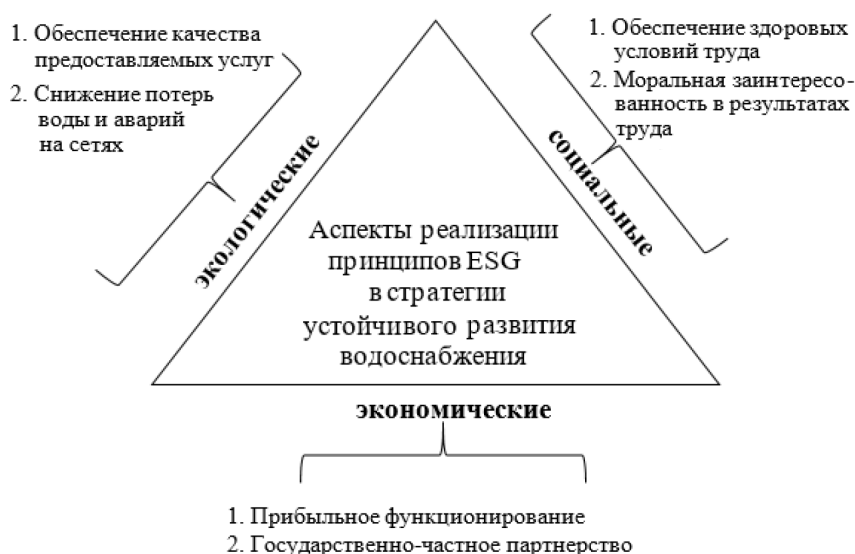 1. Обеспечение качества
предоставляемых услуг
2. Снижение потерь
воды и аварий
на сетях
экологические
1. Обеспечение здоровых
условий труда
2. Моральная заинтересо-
ванность в результатах
труда
социальные
Аспекты реализации
принципов ESG
в стратегии
устойчивого развития
водоснабжения
экономические
1. Прибыльное функционирование
2. Государственно-частное партнерство